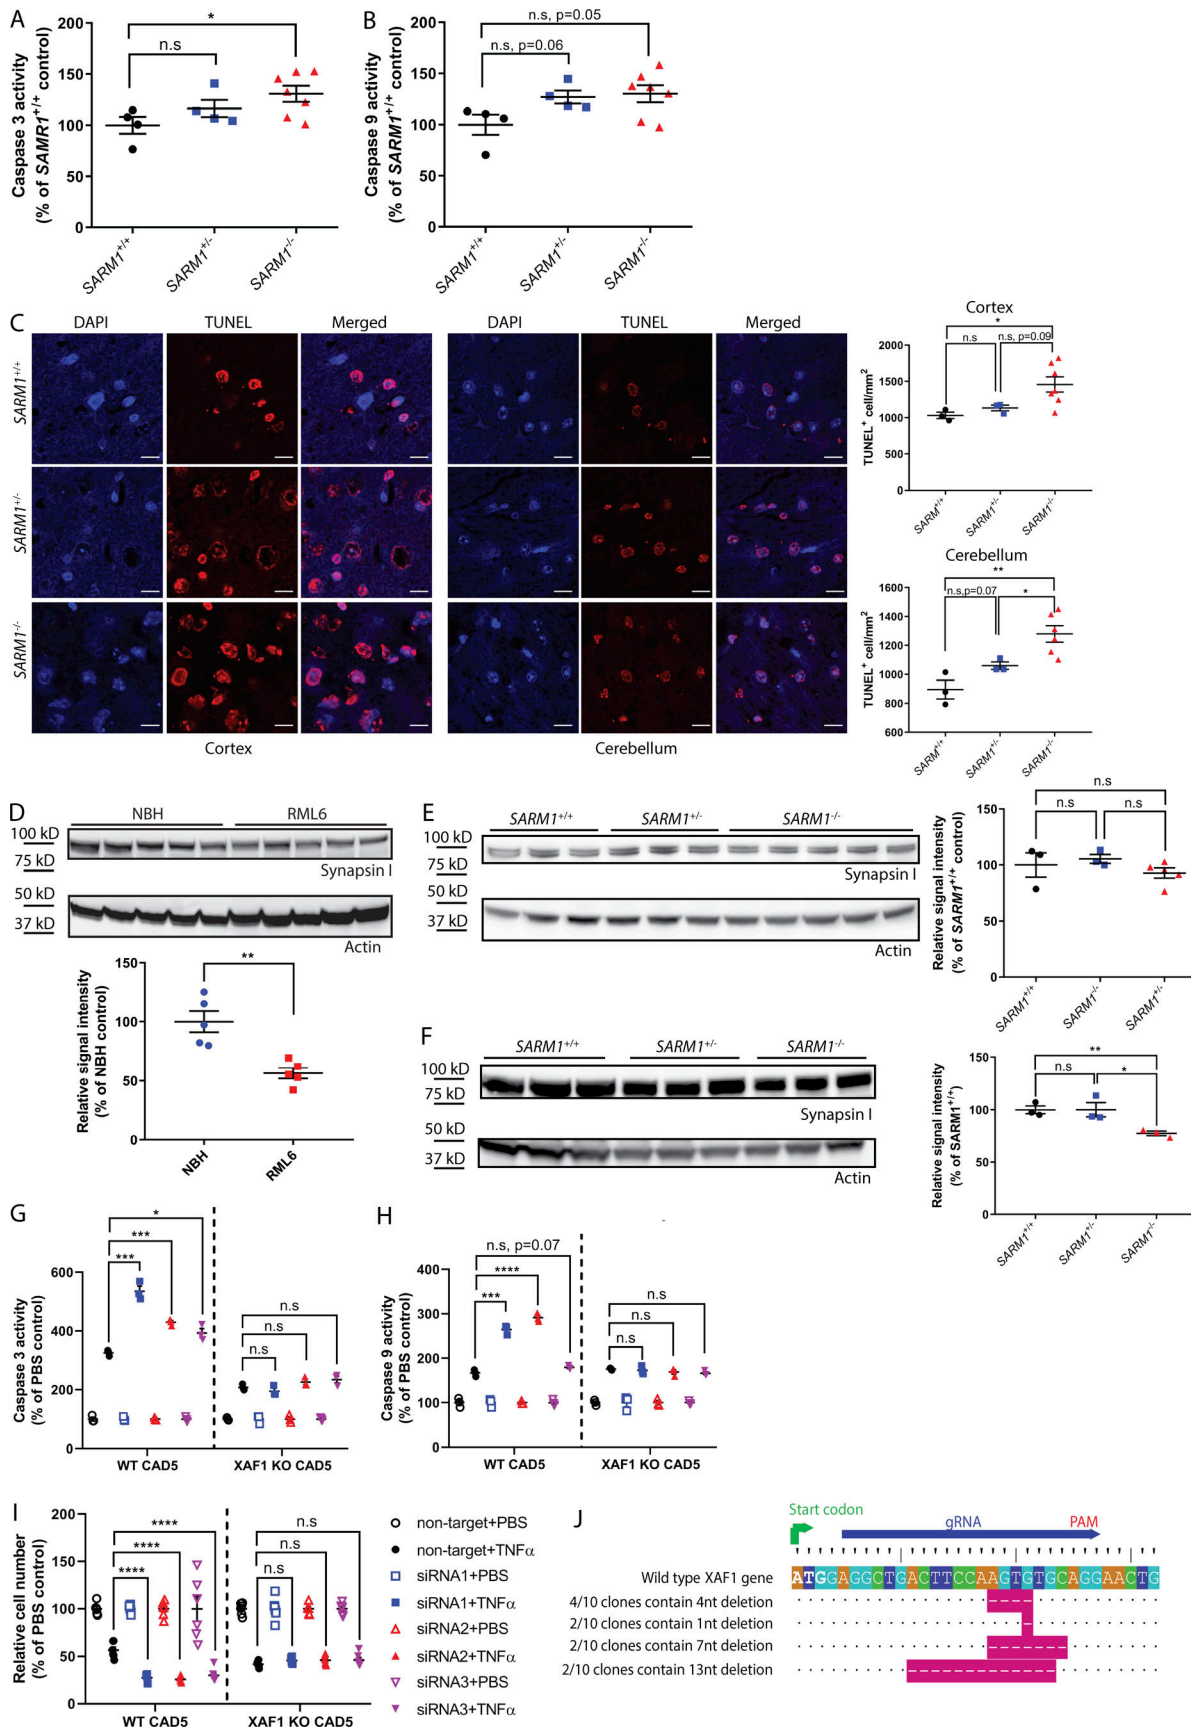 A
Caspase 3 activity
(% of SAMR1+/+ control)
200
150
100
50
0
n.s
*
SARM1+/+
SARM1+/-
SARM1-/-
B
Caspase 9 activity
(% of SARM1+/+ control)
200
150
100
50
0
n.s, p=0.05
n.s, p=0.06
SARM1+/+
SARM1+/-
SARM1-/-
C
DAPI TUNEL Merged
DAPI TUNEL Merged
SARM1+/+
SARM1+/-
SARM1-/-
Cortex
Cerebellum
Cortex
*
n.s
n.s, p=0.09
TUNEL+ cell/mm2
2000
1500
1000
500
0
SARM+/+
SARM1+/-
SARM1-/-
Cerebellum
**
n.s,p=0.07
*
TUNEL+ cell/mm2
1600
1400
1200
1000
800
600
SARM+/+
SARM1+/-
SARM1-/-
D
NBH RML6
100 kD
75 kD
Synapsin I
50 kD
37 kD
Actin
Relative signal intensity
(% of NBH control)
150
100
50
0
**
NBH
RML6
E
SARM1+/+ SARM1+/- SARM1-/-
100 kD
75 kD
Synapsin I
50 kD
37 kD
Actin
Relative signal intensity
(% of SARM1+/+ control)
150
100
50
0
n.s
n.s
n.s
SARM1+/+
SARM1-/-
SARM1+/-
F
SARM1+/+ SARM1+/- SARM1-/-
100 kD
75 kD
Synapsin I
50 kD
37 kD
Actin
Relative signal intensity
(% of SARM1+/+)
150
100
50
0
**
n.s
*
SARM1+/+
SARM1+/-
SARM1-/-
G
Caspase 3 activity
(% of PBS control)
600
400
200
0
*
***
***
n.s
n.s
n.s
WT CAD5
XAF1 KO CAD5
H
Caspase 9 activity
(% of PBS control)
400
300
200
100
0
n.s, p=0.07
****
***
n.s
n.s
n.s
WT CAD5
XAF1 KO CAD5
I
Relative cell number
(% of PBS control)
200
150
100
50
0
****
****
****
n.s
n.s
n.s
WT CAD5
XAF1 KO CAD5
non-target+PBS
non-target+TNFα
siRNA1+PBS
siRNA1+TNFα
siRNA2+PBS
siRNA2+TNFα
siRNA3+PBS
siRNA3+TNFα
J
Start codon
gRNA
PAM
Wild type XAF1 gene ATGGAGGCTGACTTCCAAGTGTGCAGGAACTG
4/10 clones contain 4nt deletion
2/10 clones contain 1nt deletion
2/10 clones contain 7nt deletion
2/10 clones contain 13nt deletion